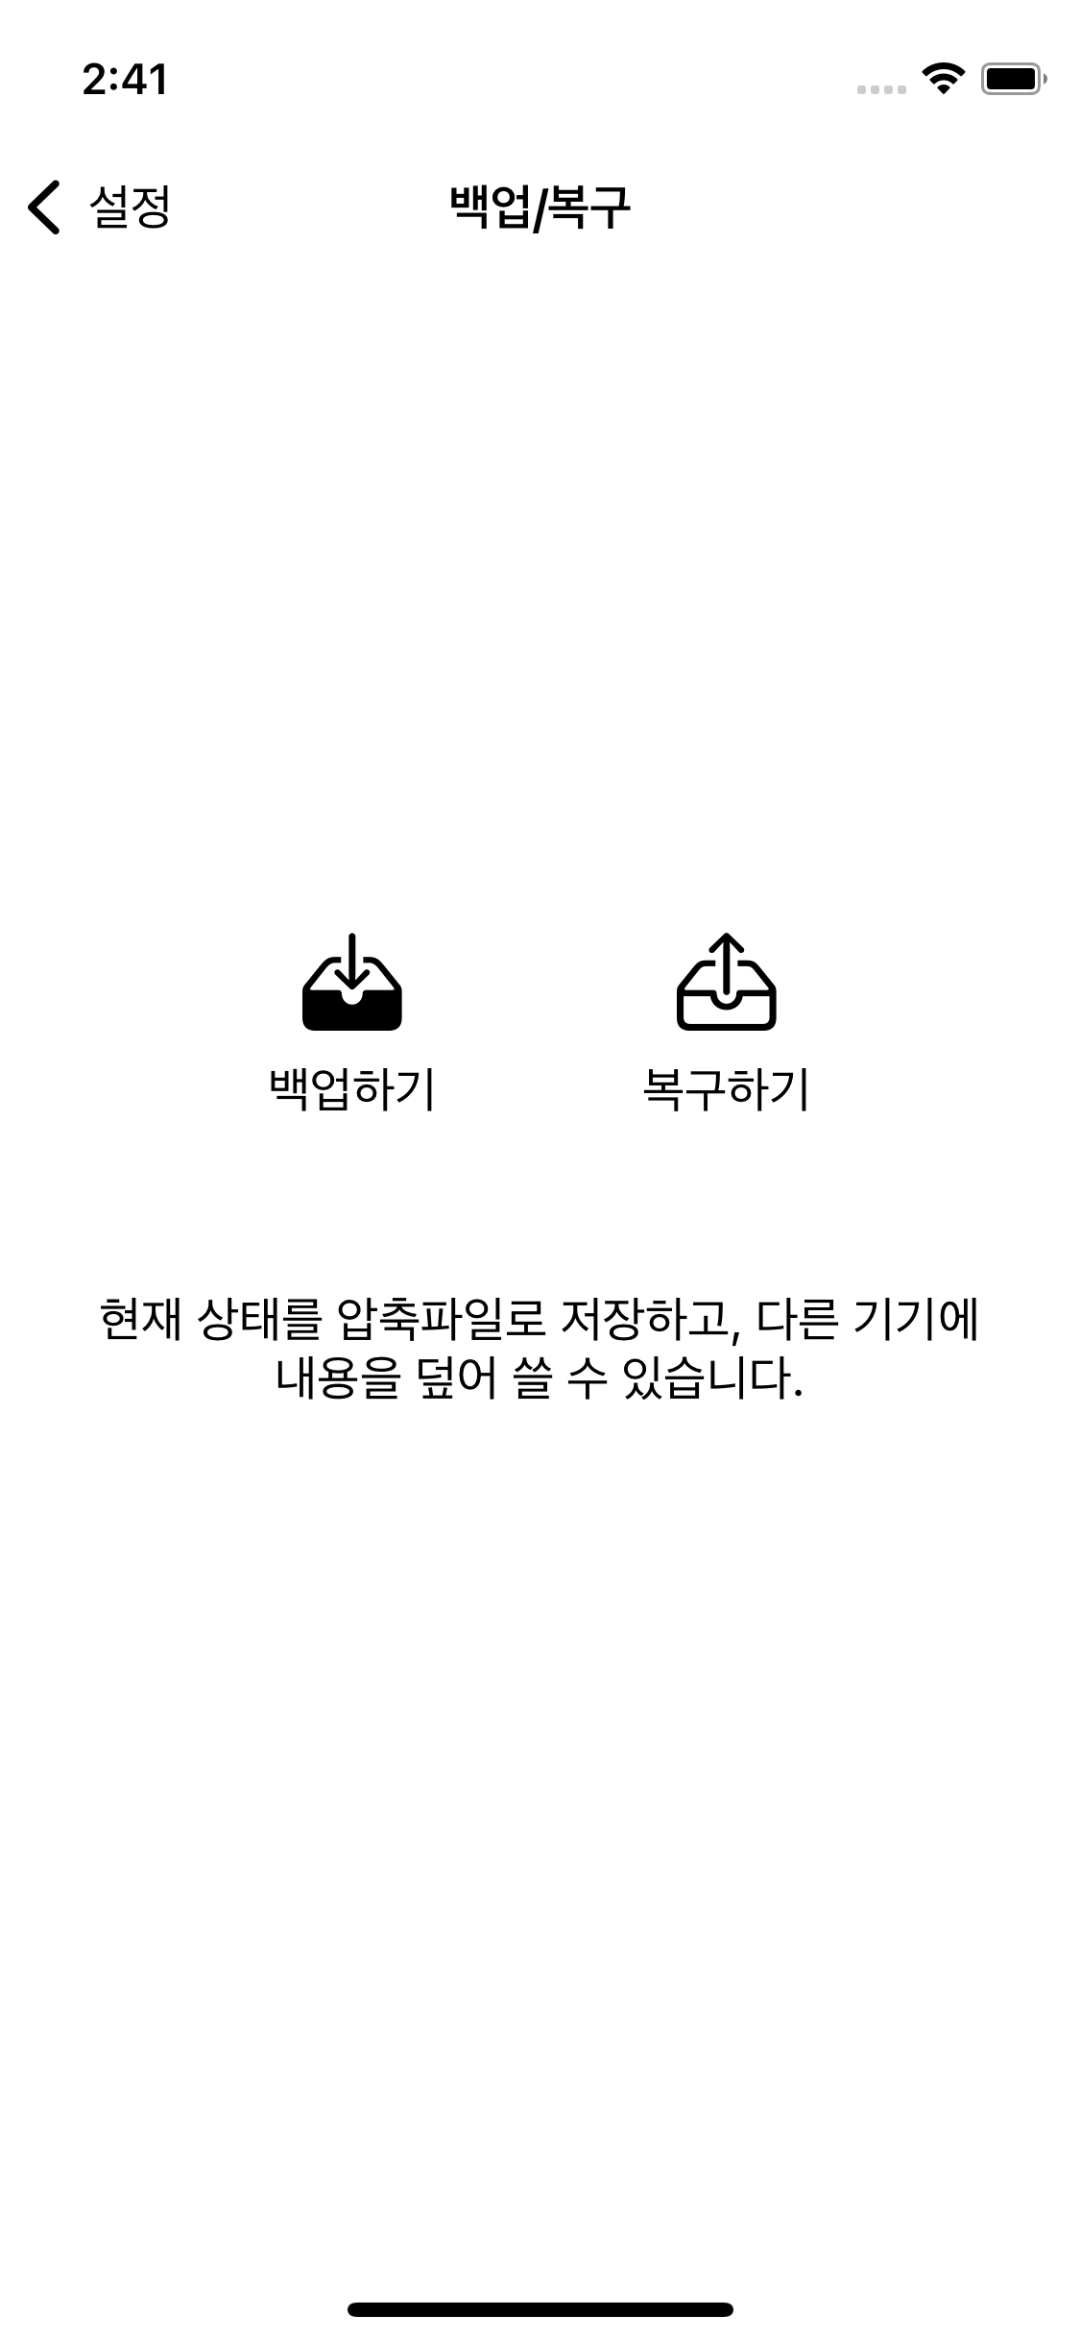 2:41
설정
백업/복구
백업하기
복구하기
현재 상태를 압축파일로 저장하고, 다른 기기에
내용을 덮어 쓸 수 있습니다.